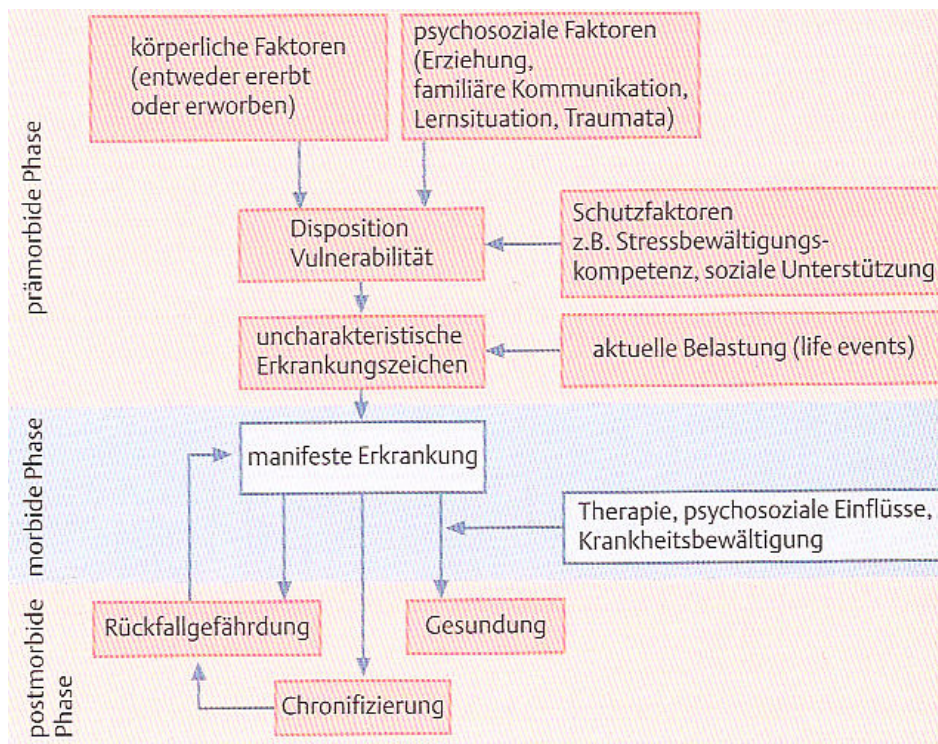 körperliche Faktoren
(entweder ererbt
oder erworben)
psychosoziale Faktoren
(Erziehung,
familiäre Kommunikation,
Lernsituation, Traumata)
prämorbide Phase
Disposition
Vulnerabilität
Schutzfaktoren
z.B. Stressbewältigungs-
kompetenz, soziale Unterstützung
uncharakteristische
Erkrankungszeichen
aktuelle Belastung (life events)
morbide Phase
manifeste Erkrankung
Therapie, psychosoziale Einflüsse,
Krankheitsbewältigung
postmorbide
Phase
Rückfallgefährdung
Gesundung
Chronifizierung